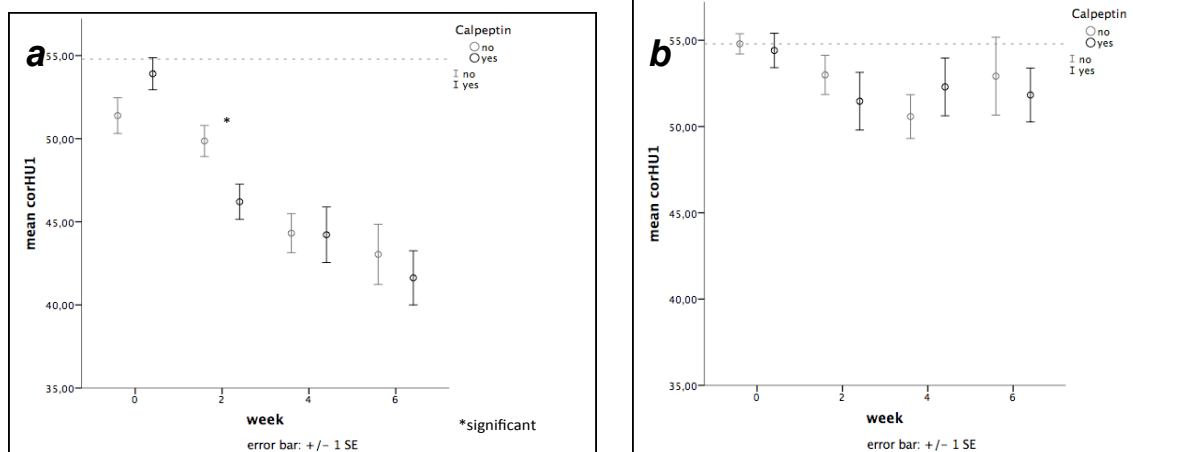 a
Calpeptin
no
yes
no
yes
55,00
50,00
45,00
40,00
35,00
*
mean corHU1
0 2 4 6
week
*significant
error bar: +/− 1 SE
b
Calpeptin
no
yes
no
yes
55,00
50,00
45,00
40,00
35,00
mean corHU1
0 2 4 6
week
error bar: +/− 1 SE